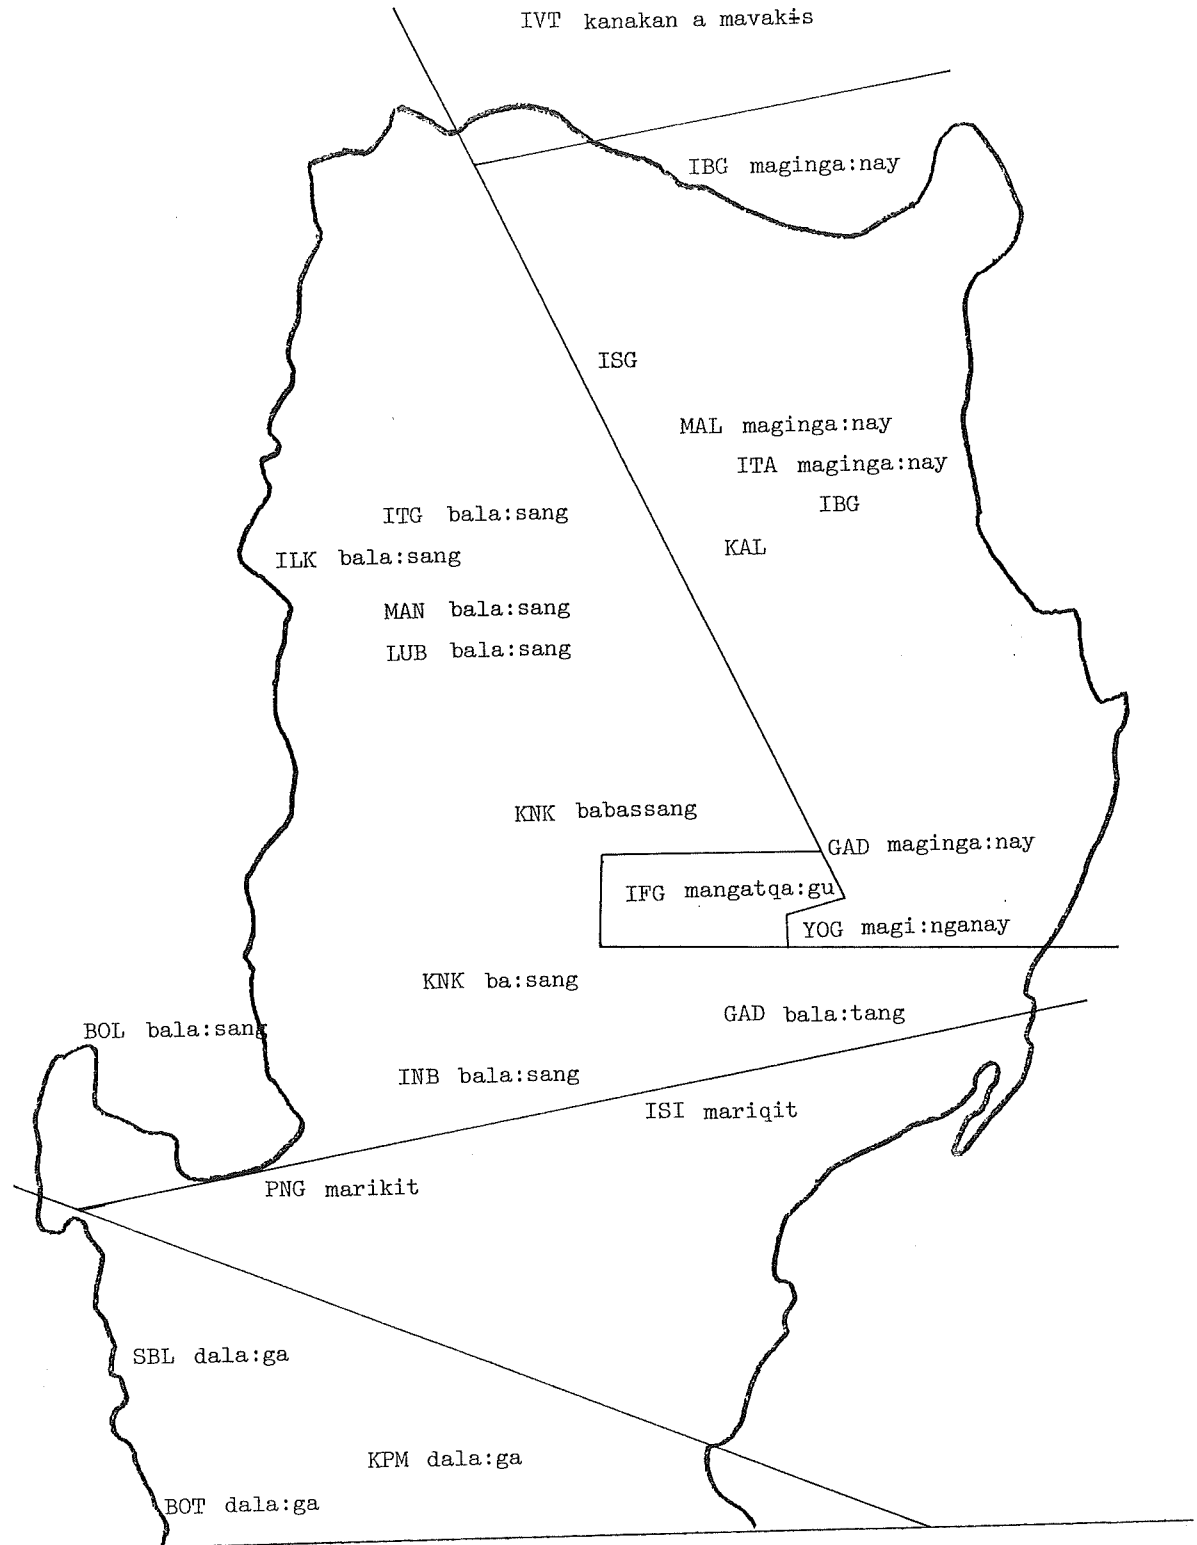 IVT kanakan a mavakɨs
IBG maginga:nay
ISG
MAL maginga:nay
ITA maginga:nay
IBG
ITG bala:sang
KAL
ILK bala:sang
MAN bala:sang
LUB bala:sang
KNK babassang
GAD maginga:nay
IFG mangatqa:gu
YOG magi:nganay
KNK ba:sang
GAD bala:tang
BOL bala:sang
INB bala:sang
ISI mariqit
PNG marikit
SBL dala:ga
KPM dala:ga
BOT dala:ga